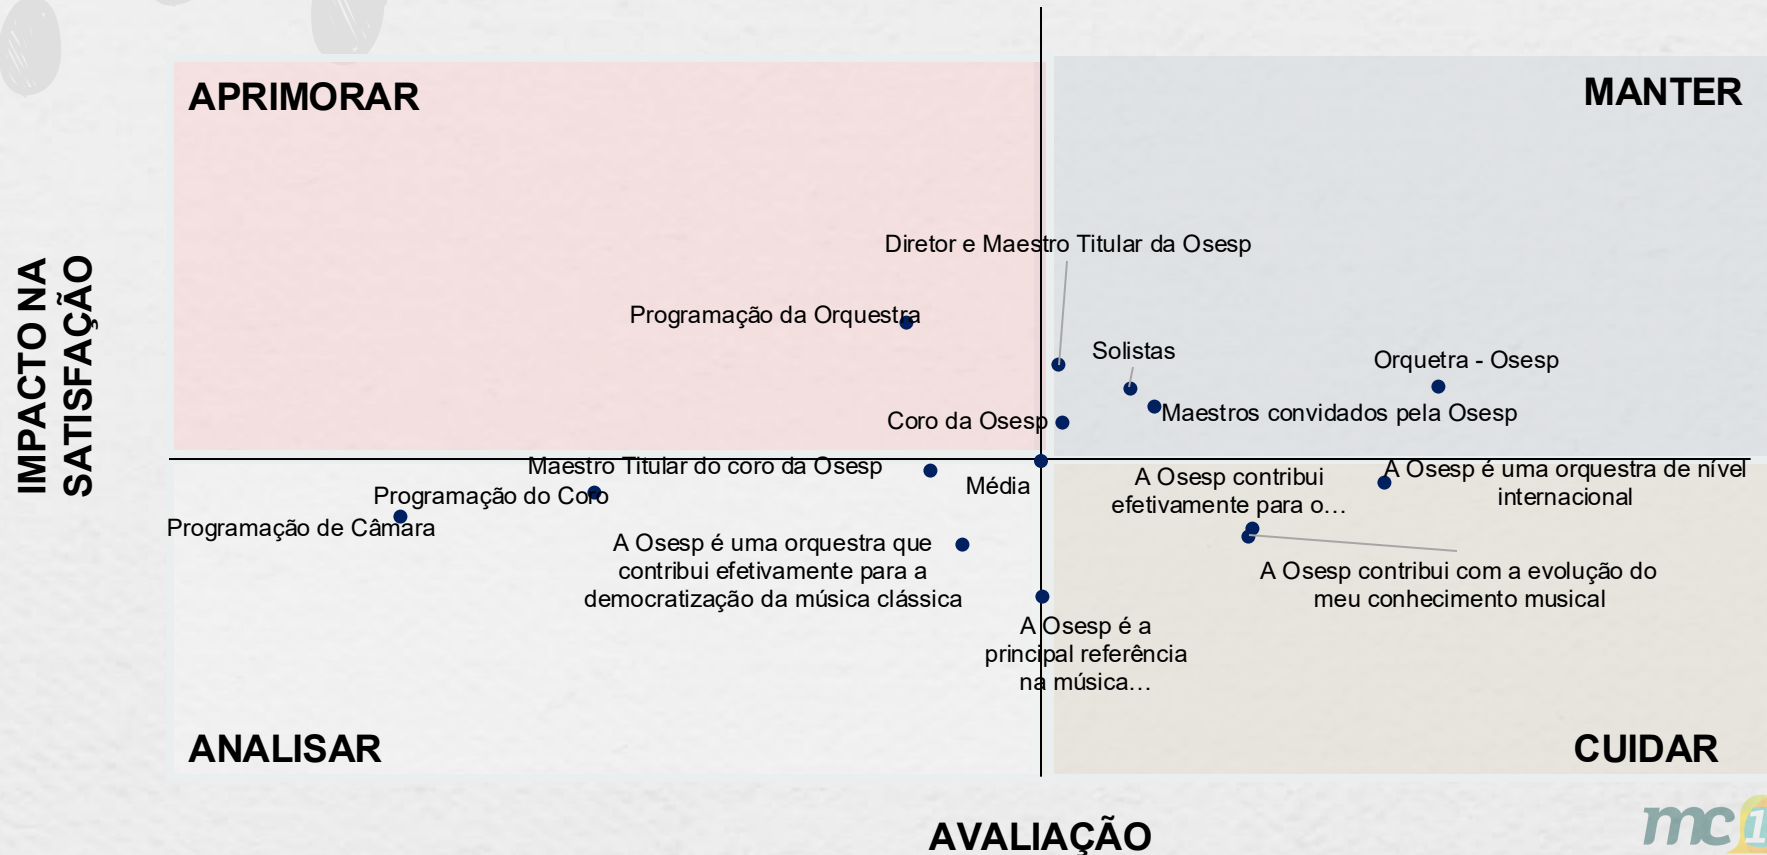 APRIMORAR
MANTER
IMPACTO NA
SATISFAÇÃO
Diretor e Maestro Titular da Osesp
Programação da Orquestra
Solistas
Orquetra - Osesp
Maestros convidados pela Osesp
Coro da Osesp
Maestro Titular do coro da Osesp
Média
A Osesp contribui
efetivamente para o…
A Osesp é uma orquestra de nível
internacional
Programação do Coro
Programação de Câmara
A Osesp é uma orquestra que
contribui efetivamente para a
democratização da música clássica
A Osesp contribui com a evolução do
meu conhecimento musical
A Osesp é a
principal referência
na música…
ANALISAR
CUIDAR
AVALIAÇÃO
mc1